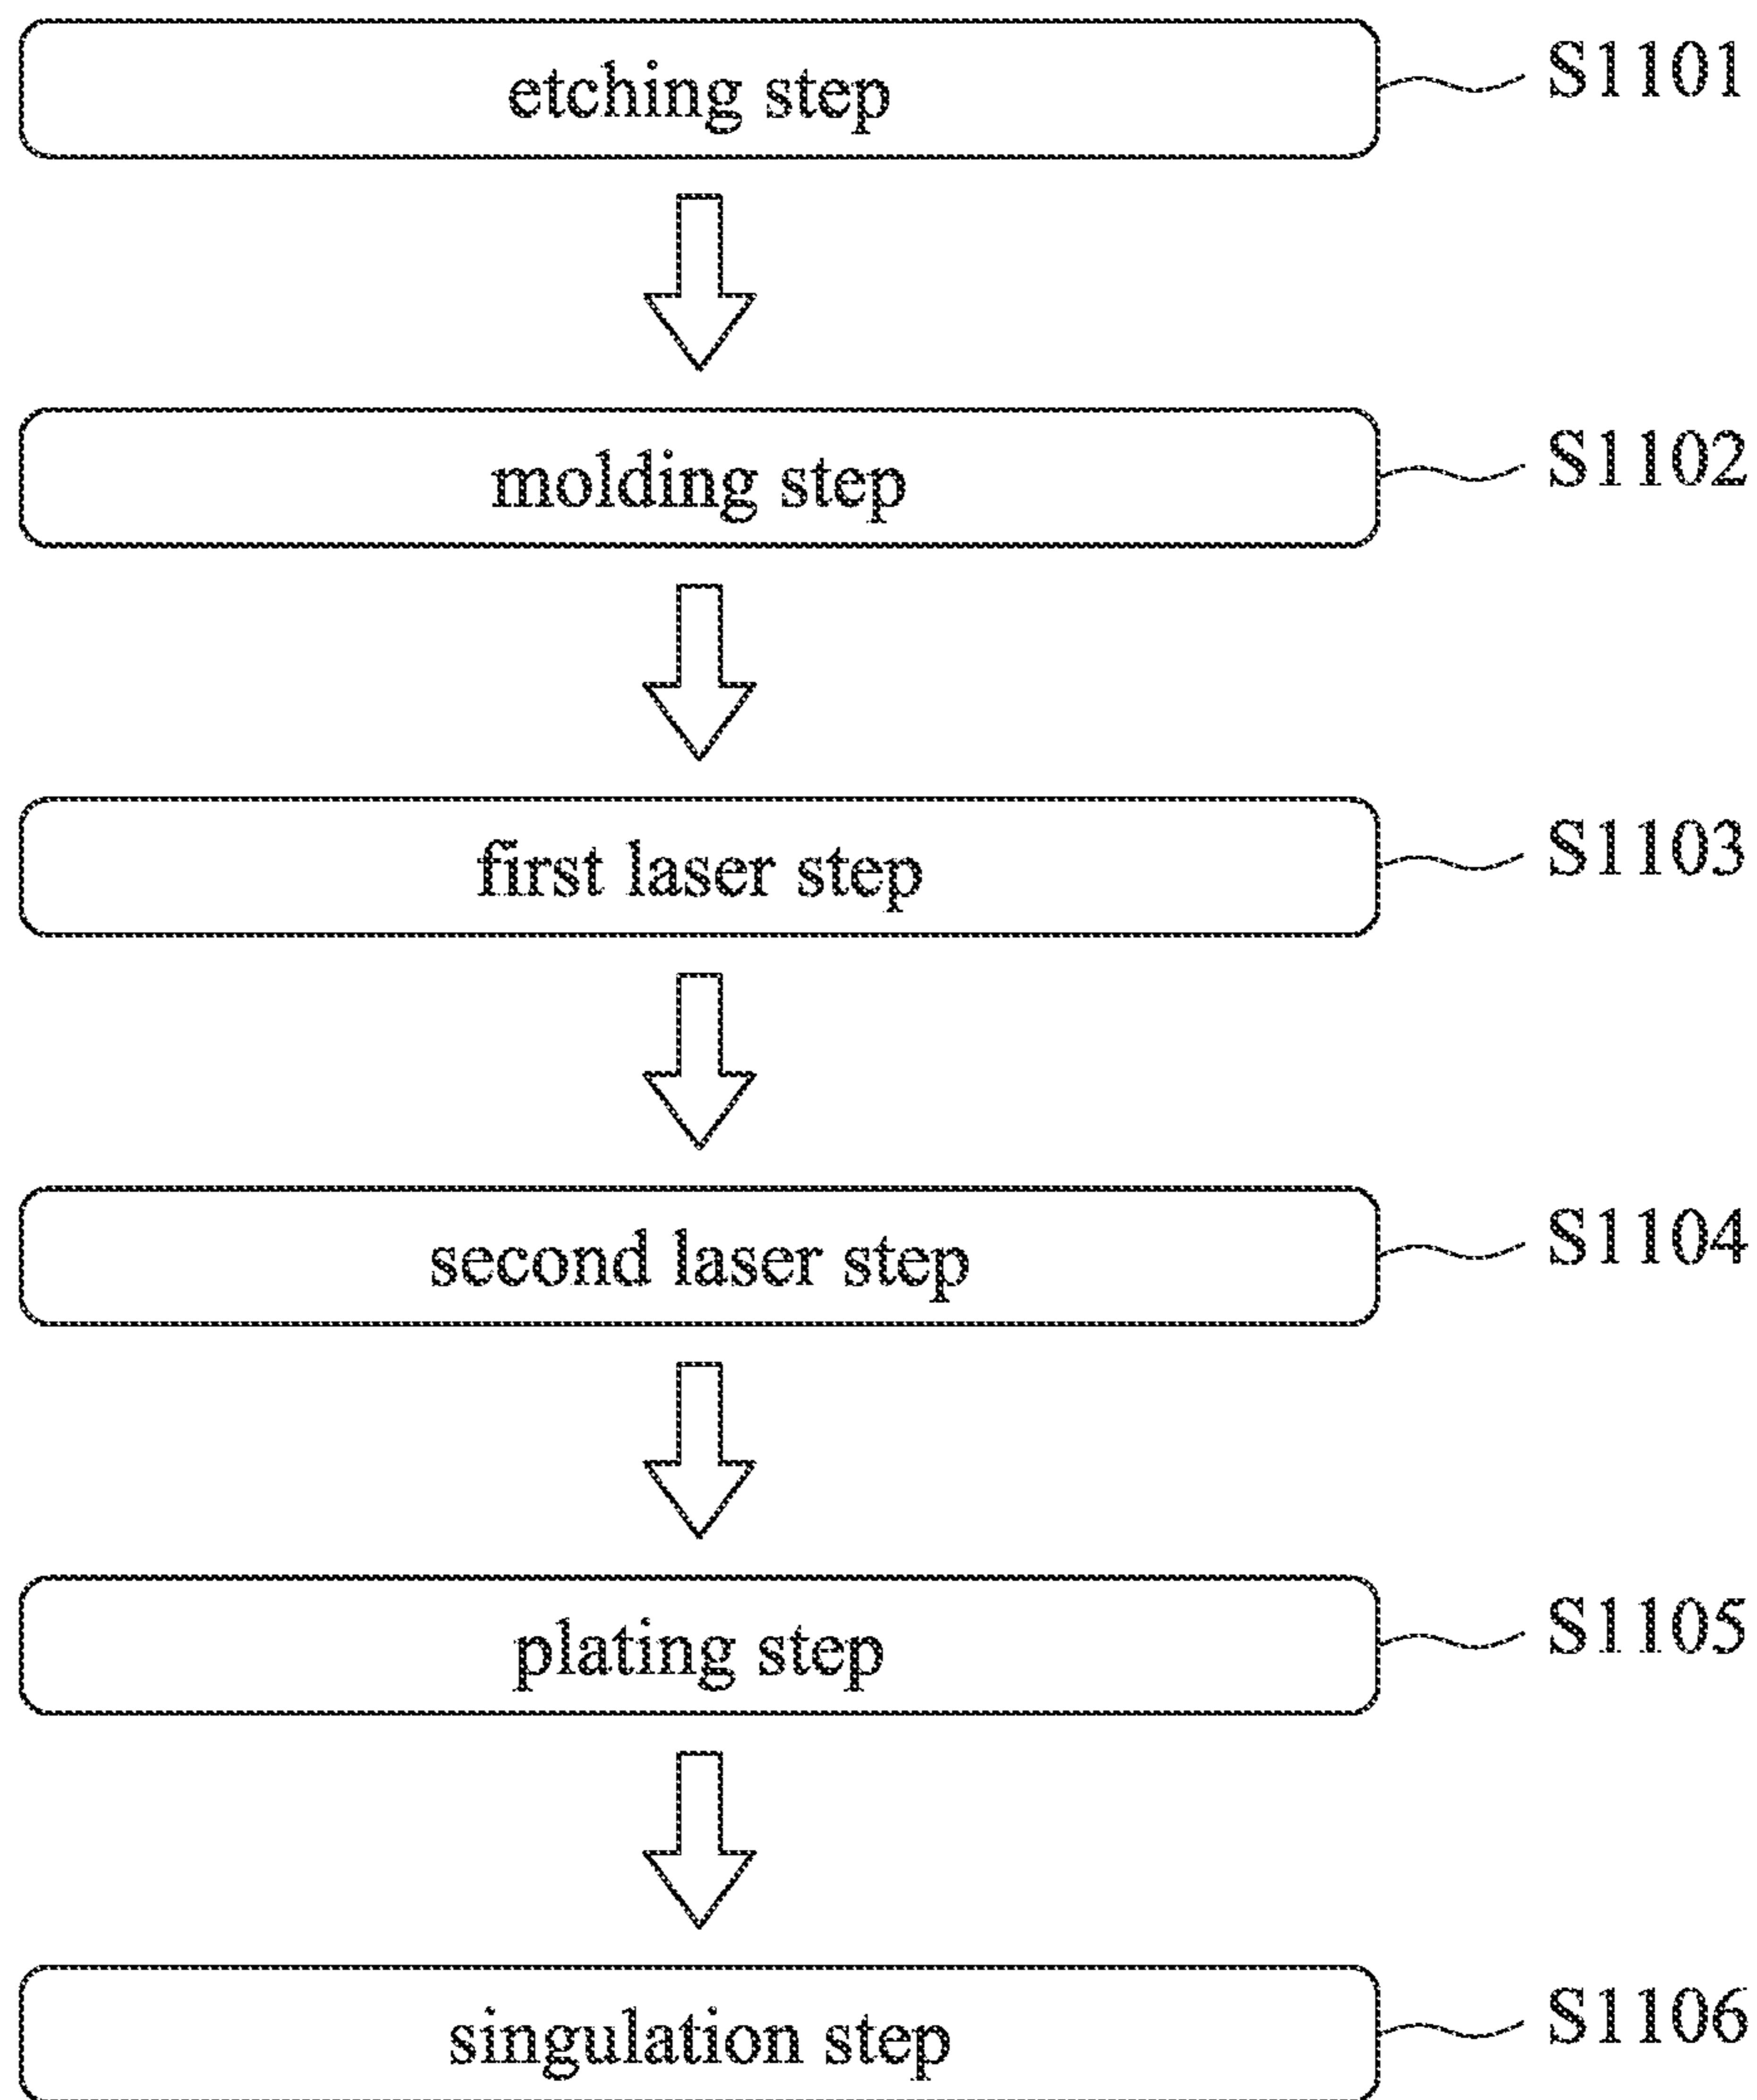 etching step S1101
molding step S1102
first laser step S1103
second laser step S1104
plating step S1105
singulation step S1106